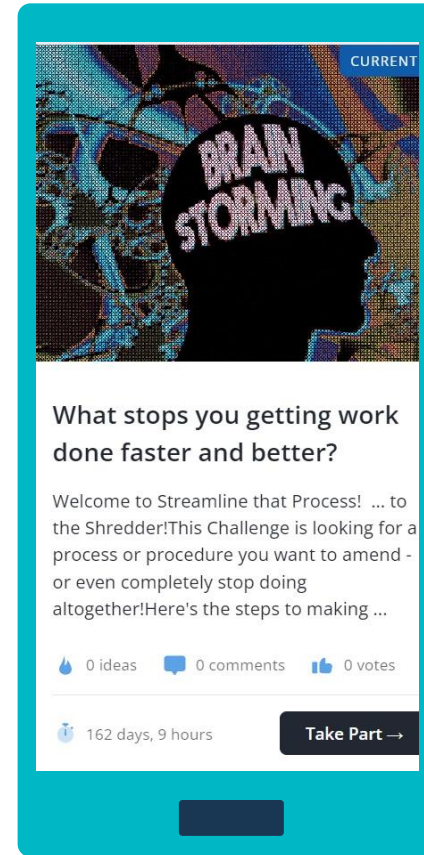 CURRENT
BRAIN
STORMING
What stops you getting work
done faster and better?
Welcome to Streamline that Process!  ... to
the Shredder!This Challenge is looking for a
process or procedure you want to amend -
or even completely stop doing
altogether!Here's the steps to making ...
0 ideas 0 comments 0 votes
162 days, 9 hours Take Part→